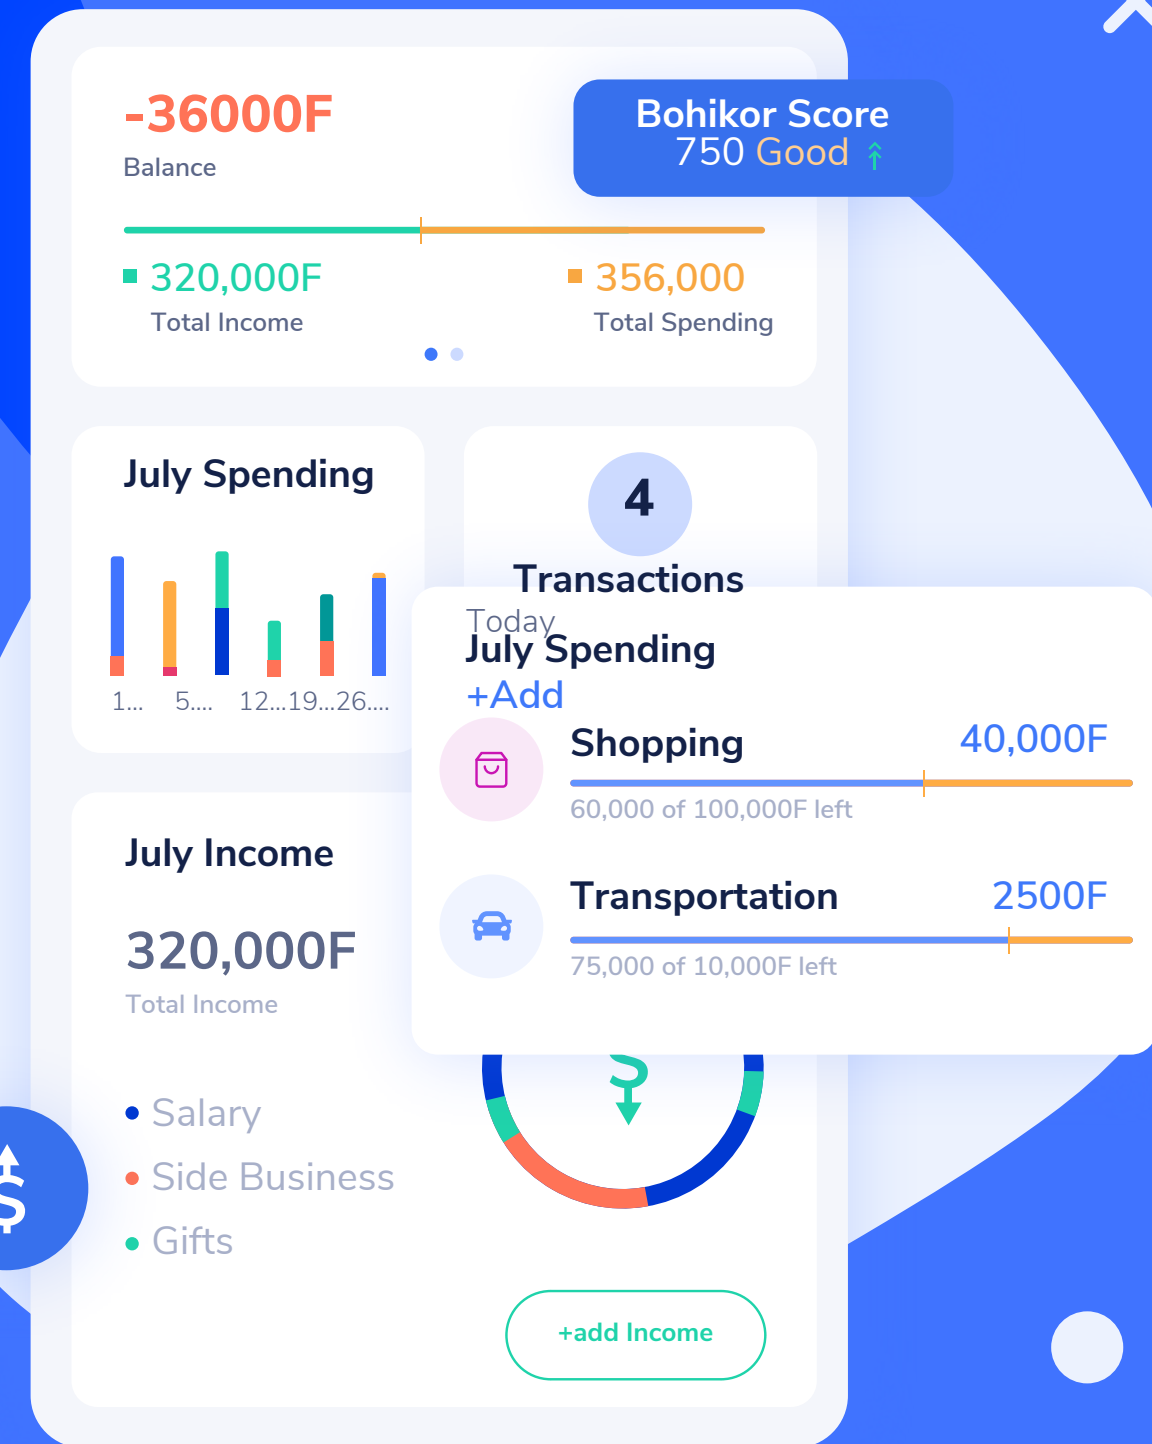 -36000F
Balance
Bohikor Score
750 Good
320,000F
Total Income
356,000
Total Spending
July Spending
1... 5.... 12...19...26....
4
Transactions
Today
July Spending
+Add
Shopping
40,000F
60,000 of 100,000F left
Transportation
2500F
75,000 of 10,000F left
July Income
320,000F
Total Income
Salary
Side Business
Gifts
$
$
+add Income